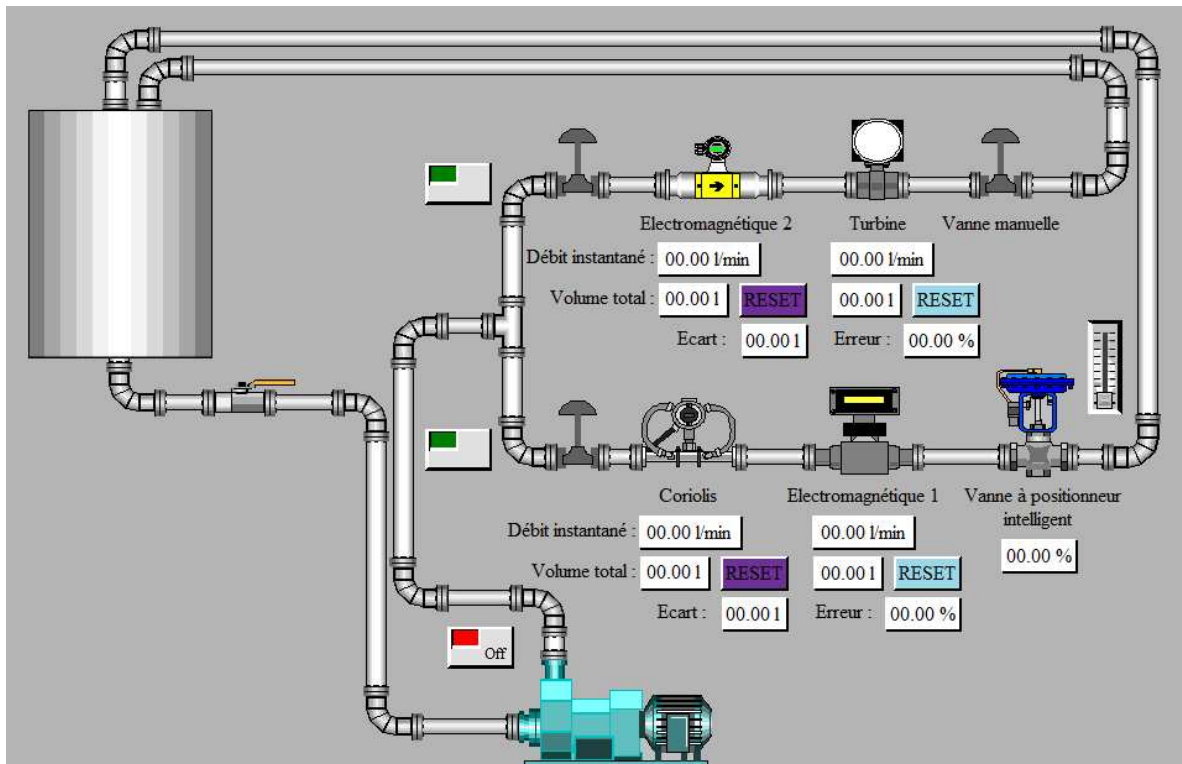 Electromagnétique 2 Turbine Vanne manuelle
Débit instantané : 00.00 l/min 00.00 l/min
Volume total : 00.00 l RESET 00.00 l RESET
Ecart : 00.00 l Erreur : 00.00 %
Coriolis Electromagnétique 1 Vanne à positionneur
intelligent
Débit instantané : 00.00 l/min 00.00 l/min
00.00 %
Volume total : 00.00 l RESET 00.00 l RESET
Ecart : 00.00 l Erreur : 00.00 %
Off